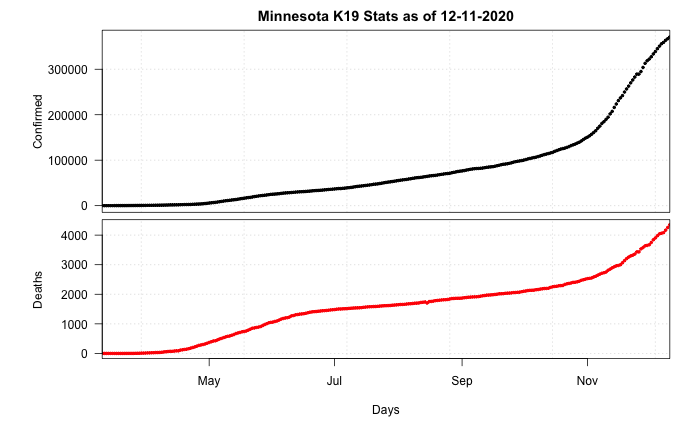 Minnesota K19 Stats as of 12-11-2020
Confirmed
300000
200000
100000
0
Deaths
4000
3000
2000
1000
0
May Jul Sep Nov
Days